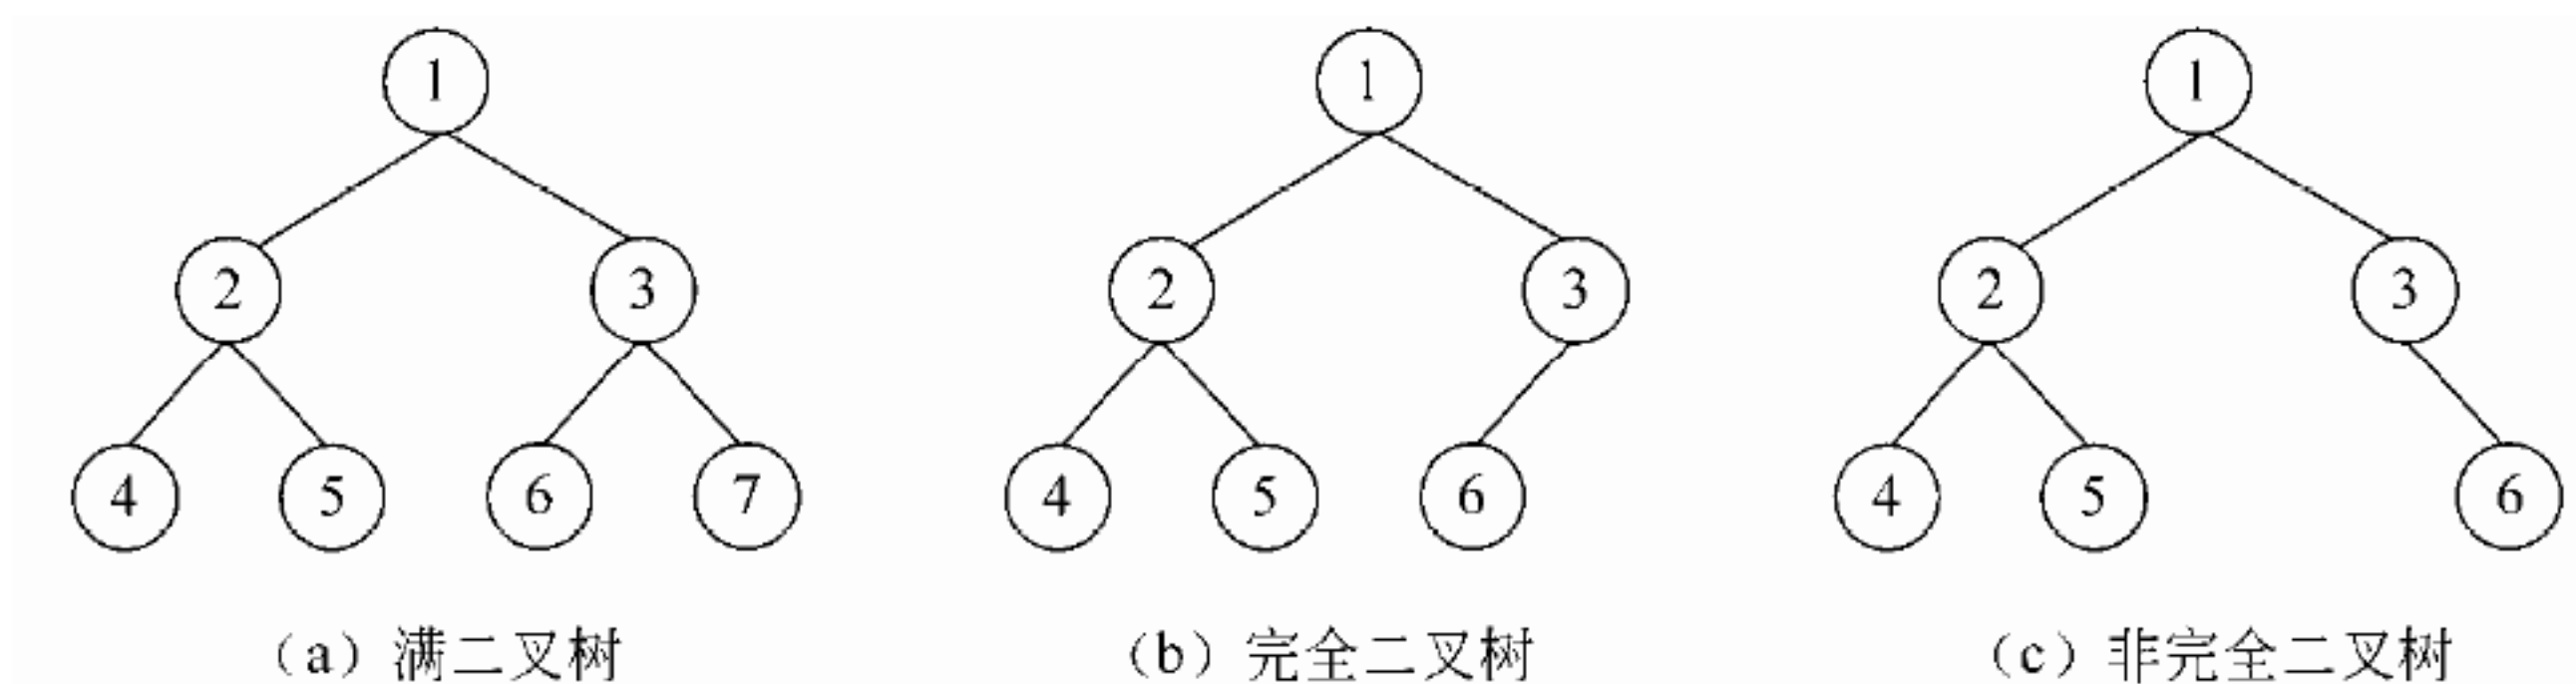 1 1 1
2 3 2 3 2 3
4 5 6 7 4 5 6 4 5 6
（a）满二叉树 （b）完全二叉树 （c）非完全二叉树